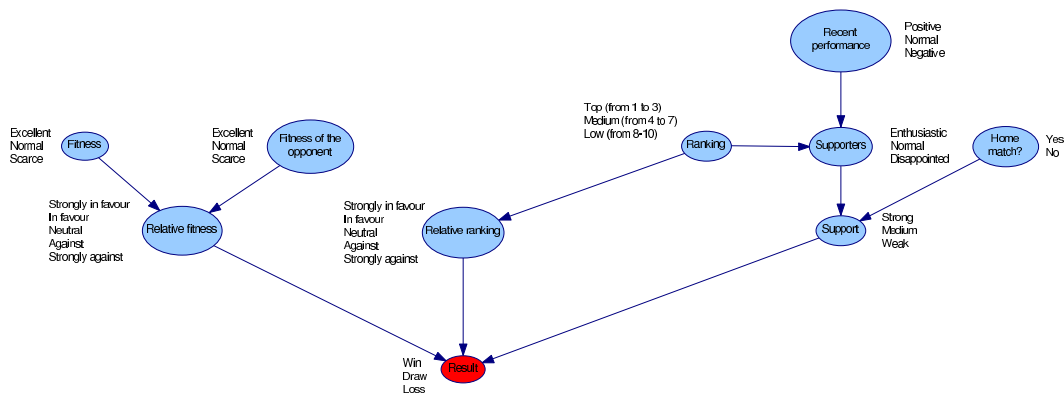 Recent
performance
Positive
Normal
Negative
Top (from 1 to 3)
Medium (from 4 to 7)
Low (from 8-10)
Excellent
Normal
Scarce
Fitness
Excellent
Normal
Scarce
Fitness of the
opponent
Ranking
Supporters
Enthusiastic
Normal
Disappointed
Home
match?
Yes
No
Strongly in favour
In favour
Neutral
Against
Strongly against
Relative fitness
Strongly in favour
In favour
Neutral
Against
Strongly against
Relative ranking
Support
Strong
Medium
Weak
Win
Draw
Loss
Result